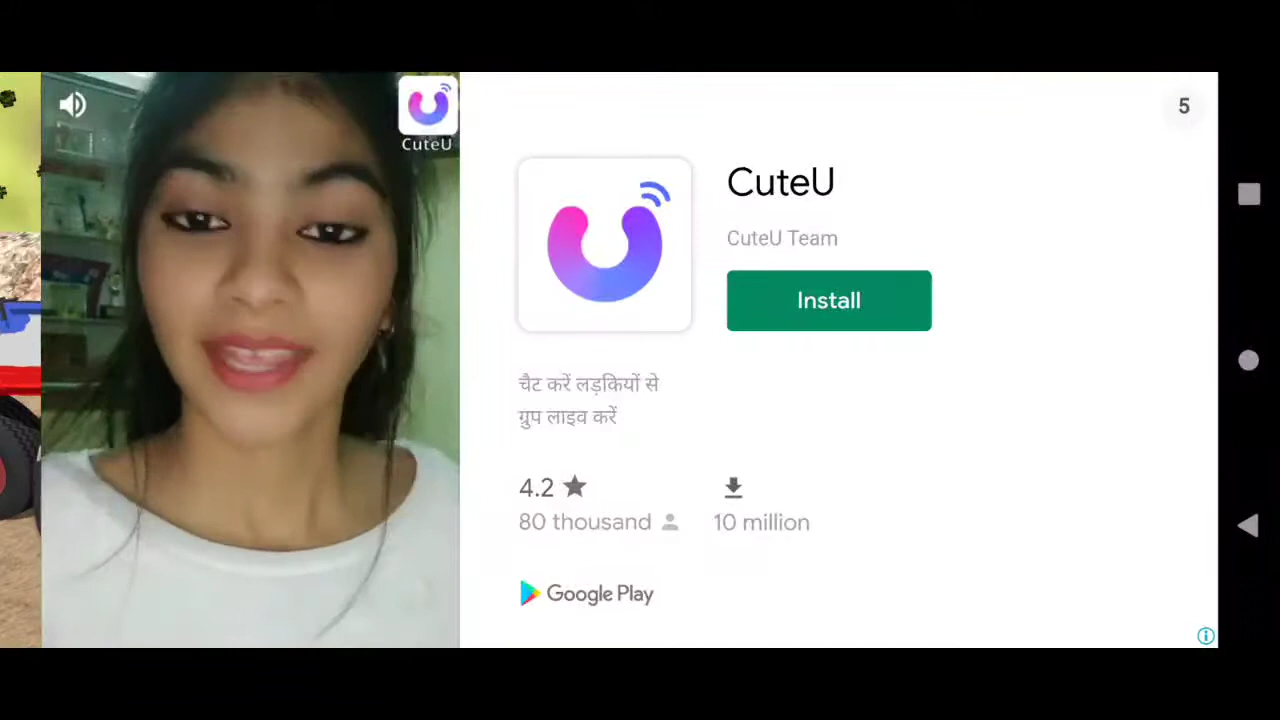 CuteU
5
CuteU
CuteU Team
Install
चैट करें लड़कियों से
ग्रुप लाइव करें
4.2
80 thousand
10 million
Google Play